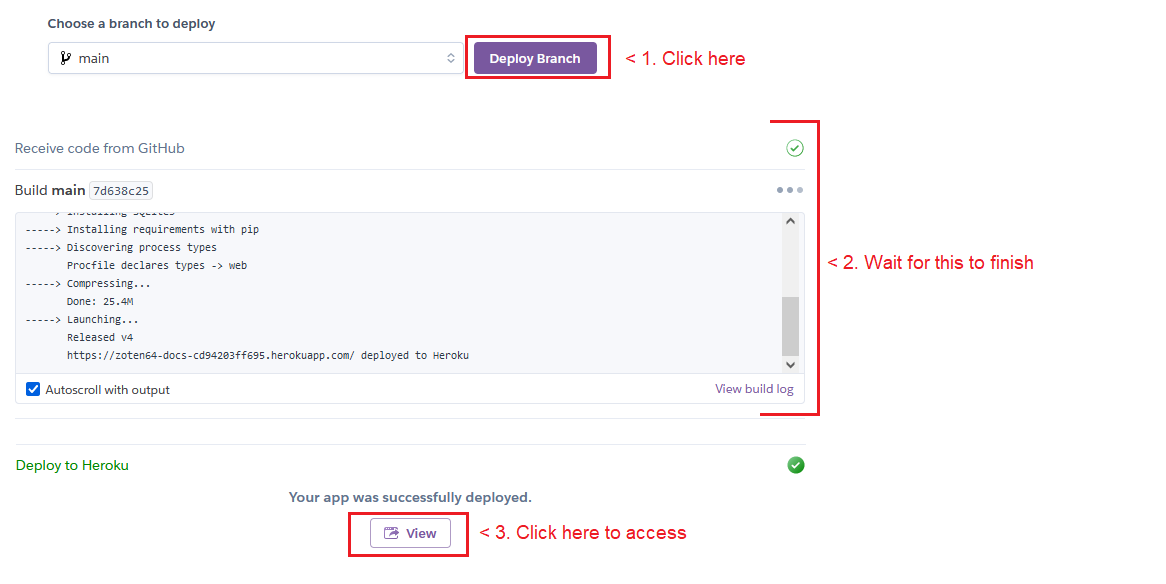 Choose a branch to deploy
main
Deploy Branch
< 1. Click here
Receive code from GitHub
Build main 7d638c25
-----> Installing requirements with pip
-----> Discovering process types
Procfile declares types -> web
-----> Compressing...
Done: 25.4M
-----> Launching...
Released v4
https://zoten64-docs-cd94203ff695.herokuapp.com/ deployed to Heroku
< 2. Wait for this to finish
Autoscroll with output
View build log
Deploy to Heroku
Your app was successfully deployed.
View
< 3. Click here to access